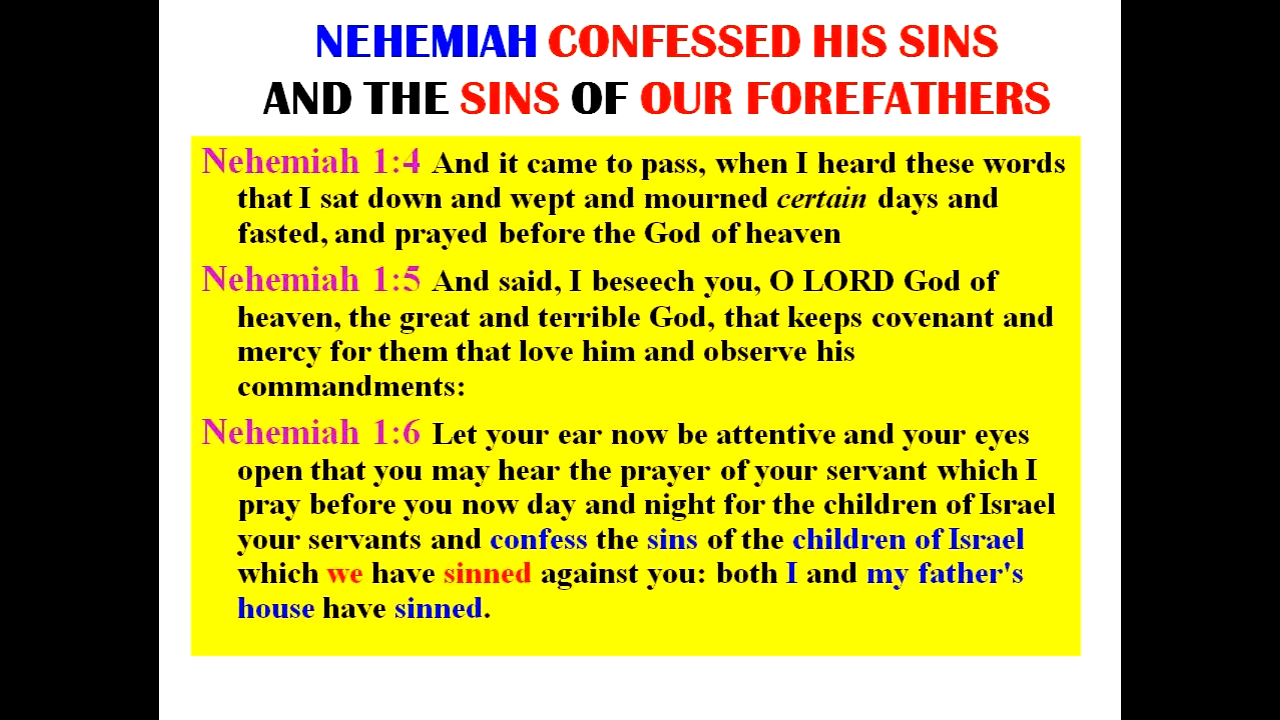 NEHEMIAH CONFESSED HIS SINS
AND THE SINS OF OUR FOREFATHERS
Nehemiah 1:4 And it came to pass, when I heard these words
that I sat down and wept and mourned certain days and
fasted, and prayed before the God of heaven
Nehemiah 1:5 And said, I beseech you, O LORD God of
heaven, the great and terrible God, that keeps covenant and
mercy for them that love him and observe his
commandments:
Nehemiah 1:6 Let your ear now be attentive and your eyes
open that you may hear the prayer of your servant which I
pray before you now day and night for the children of Israel
your servants and confess the sins of the children of Israel
which we have sinned against you: both I and my father's
house have sinned.